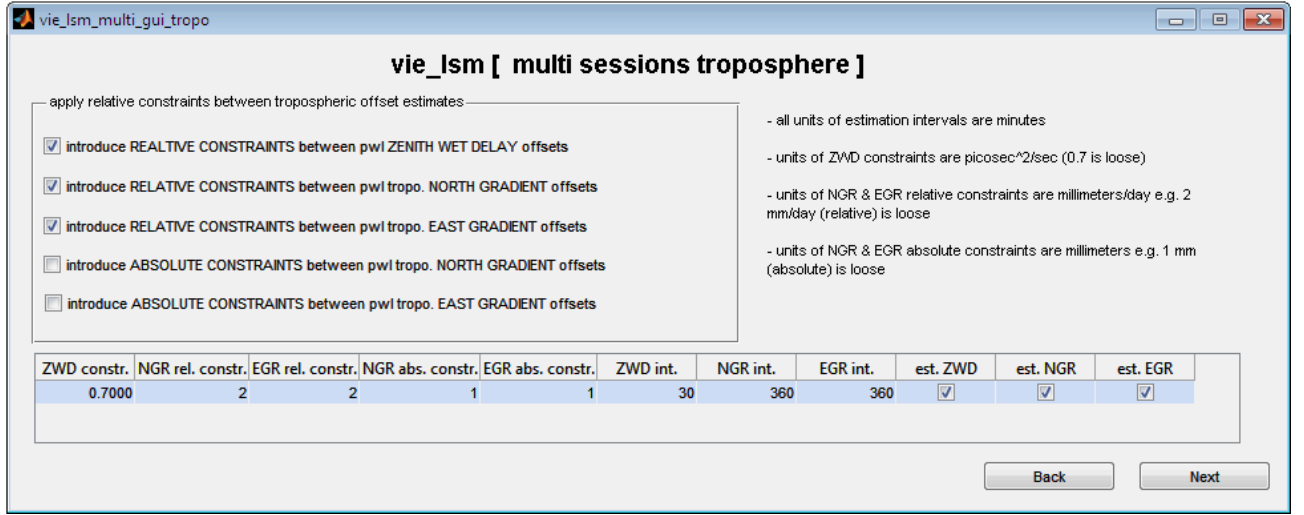 vie_lsm_multi_gui_tropo
vie_lsm [ multi sessions troposphere ]
apply relative constraints between tropospheric offset estimates
introduce REALTIVE CONSTRAINTS between pwl ZENITH WET DELAY offsets
introduce RELATIVE CONSTRAINTS between pwl tropo. NORTH GRADIENT offsets
introduce RELATIVE CONSTRAINTS between pwl tropo. EAST GRADIENT offsets
introduce ABSOLUTE CONSTRAINTS between pwl tropo. NORTH GRADIENT offsets
introduce ABSOLUTE CONSTRAINTS between pwl tropo. EAST GRADIENT offsets
- all units of estimation intervals are minutes
- units of ZWD constraints are picosec^2/sec (0.7 is loose)
- units of NGR & EGR relative constraints are millimeters/day e.g. 2
mm/day (relative) is loose
- units of NGR & EGR absolute constraints are millimeters e.g. 1 mm
(absolute) is loose
ZWD constr. NGR rel. constr. EGR rel. constr. NGR abs. constr. EGR abs. constr. ZWD int. NGR int. EGR int. est. ZWD est. NGR est. EGR
0.7000 2 2 1 1 30 360 360
Back Next